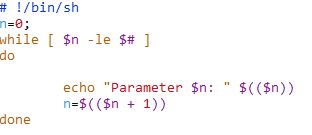 # !/bin/sh
n=0;
while [ $n -le $# ]
do
echo "Parameter $n: " $(($n))
n=$(($n + 1))
done